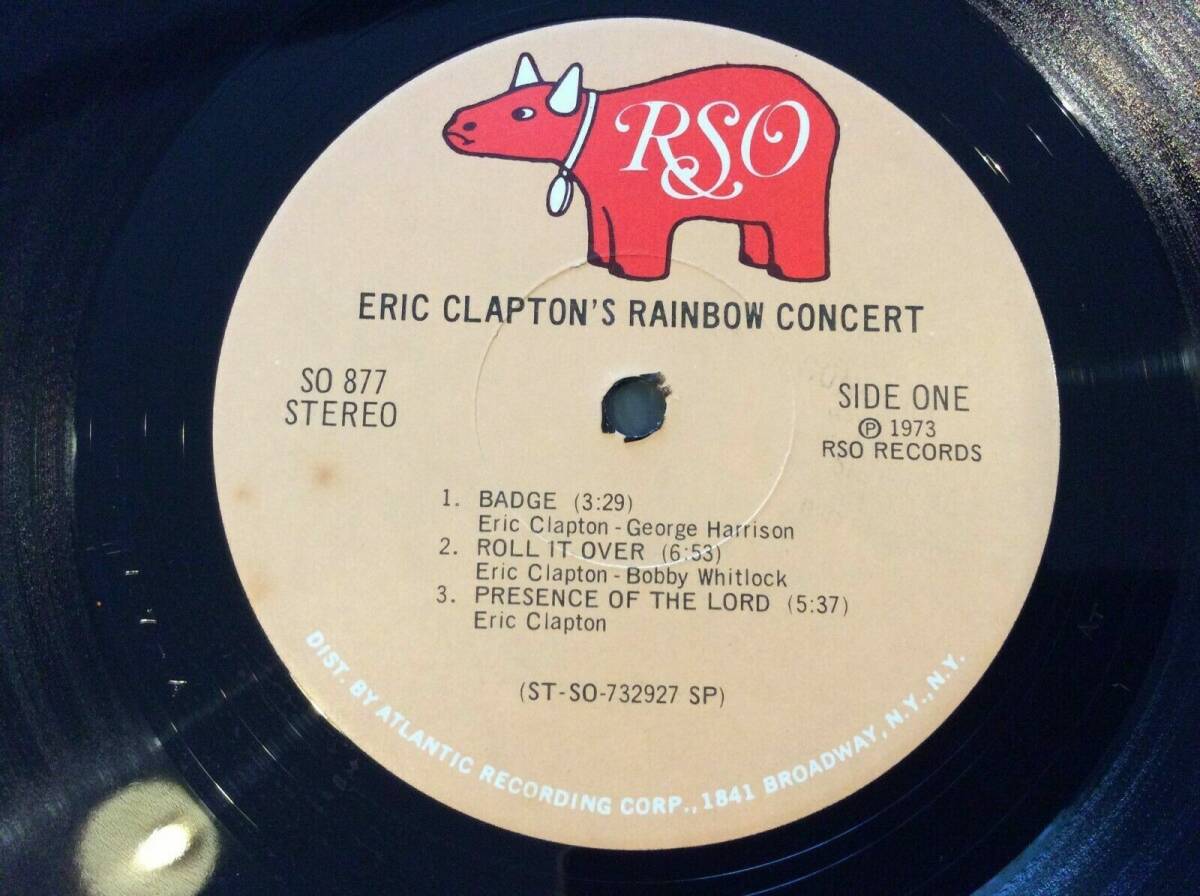 RSO
ERIC CLAPTON'S RAINBOW CONCERT
SO 877
STEREO
SIDE ONE
℗ 1973
RSO RECORDS
1. BADGE (3:29)
Eric Clapton - George Harrison
2. ROLL IT OVER (6:53)
Eric Clapton - Bobby Whitlock
3. PRESENCE OF THE LORD (5:37)
Eric Clapton
(ST-SO-732927 SP)
DIST. BY ATLANTIC RECORDING CORP., 1841 BROADWAY, N.Y., N.Y.